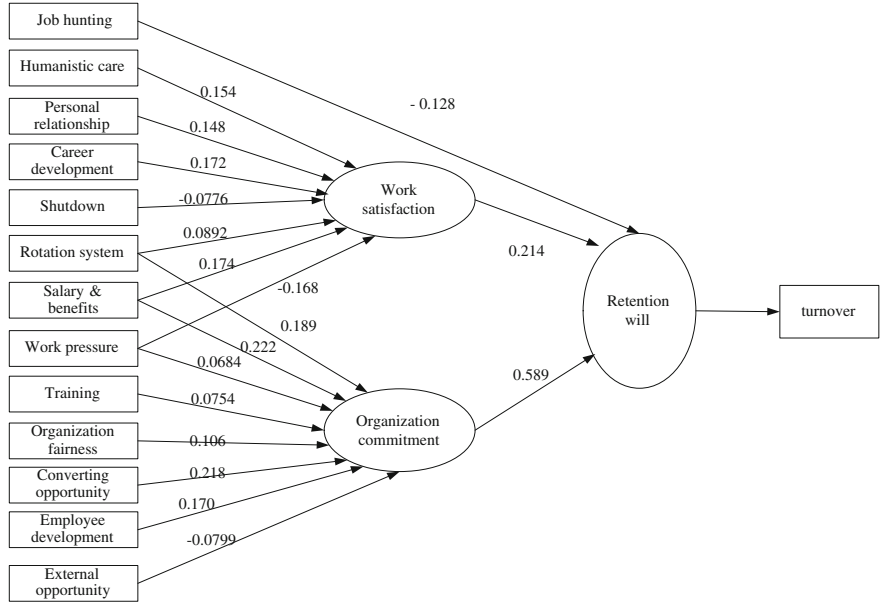 Job hunting
Humanistic care
Personal
relationship
Career
development
Shutdown
Rotation system
Salary &
benefits
Work pressure
Training
Organization
fairness
Converting
opportunity
Employee
development
External
opportunity
0.154
0.148
0.172
-0.0776
0.0892
0.174
-0.168
0.189
0.222
0.0684
0.0754
0.106
0.218
0.170
-0.0799
Work
satisfaction
Organization
commitment
- 0.128
0.214
0.589
Retention
will
turnover